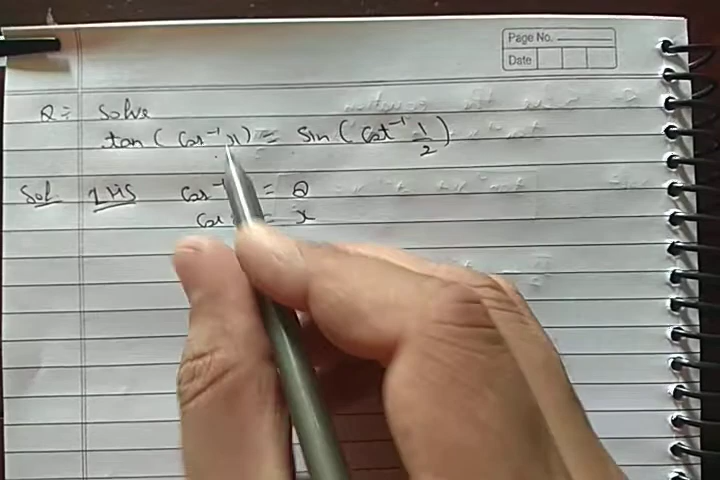 Page No.
Date
Q: Solve
tan ( Cos⁻¹ x) = sin ( Cot⁻¹ 1/2 )
Sol LHS Cos⁻¹ = θ
Cos = x